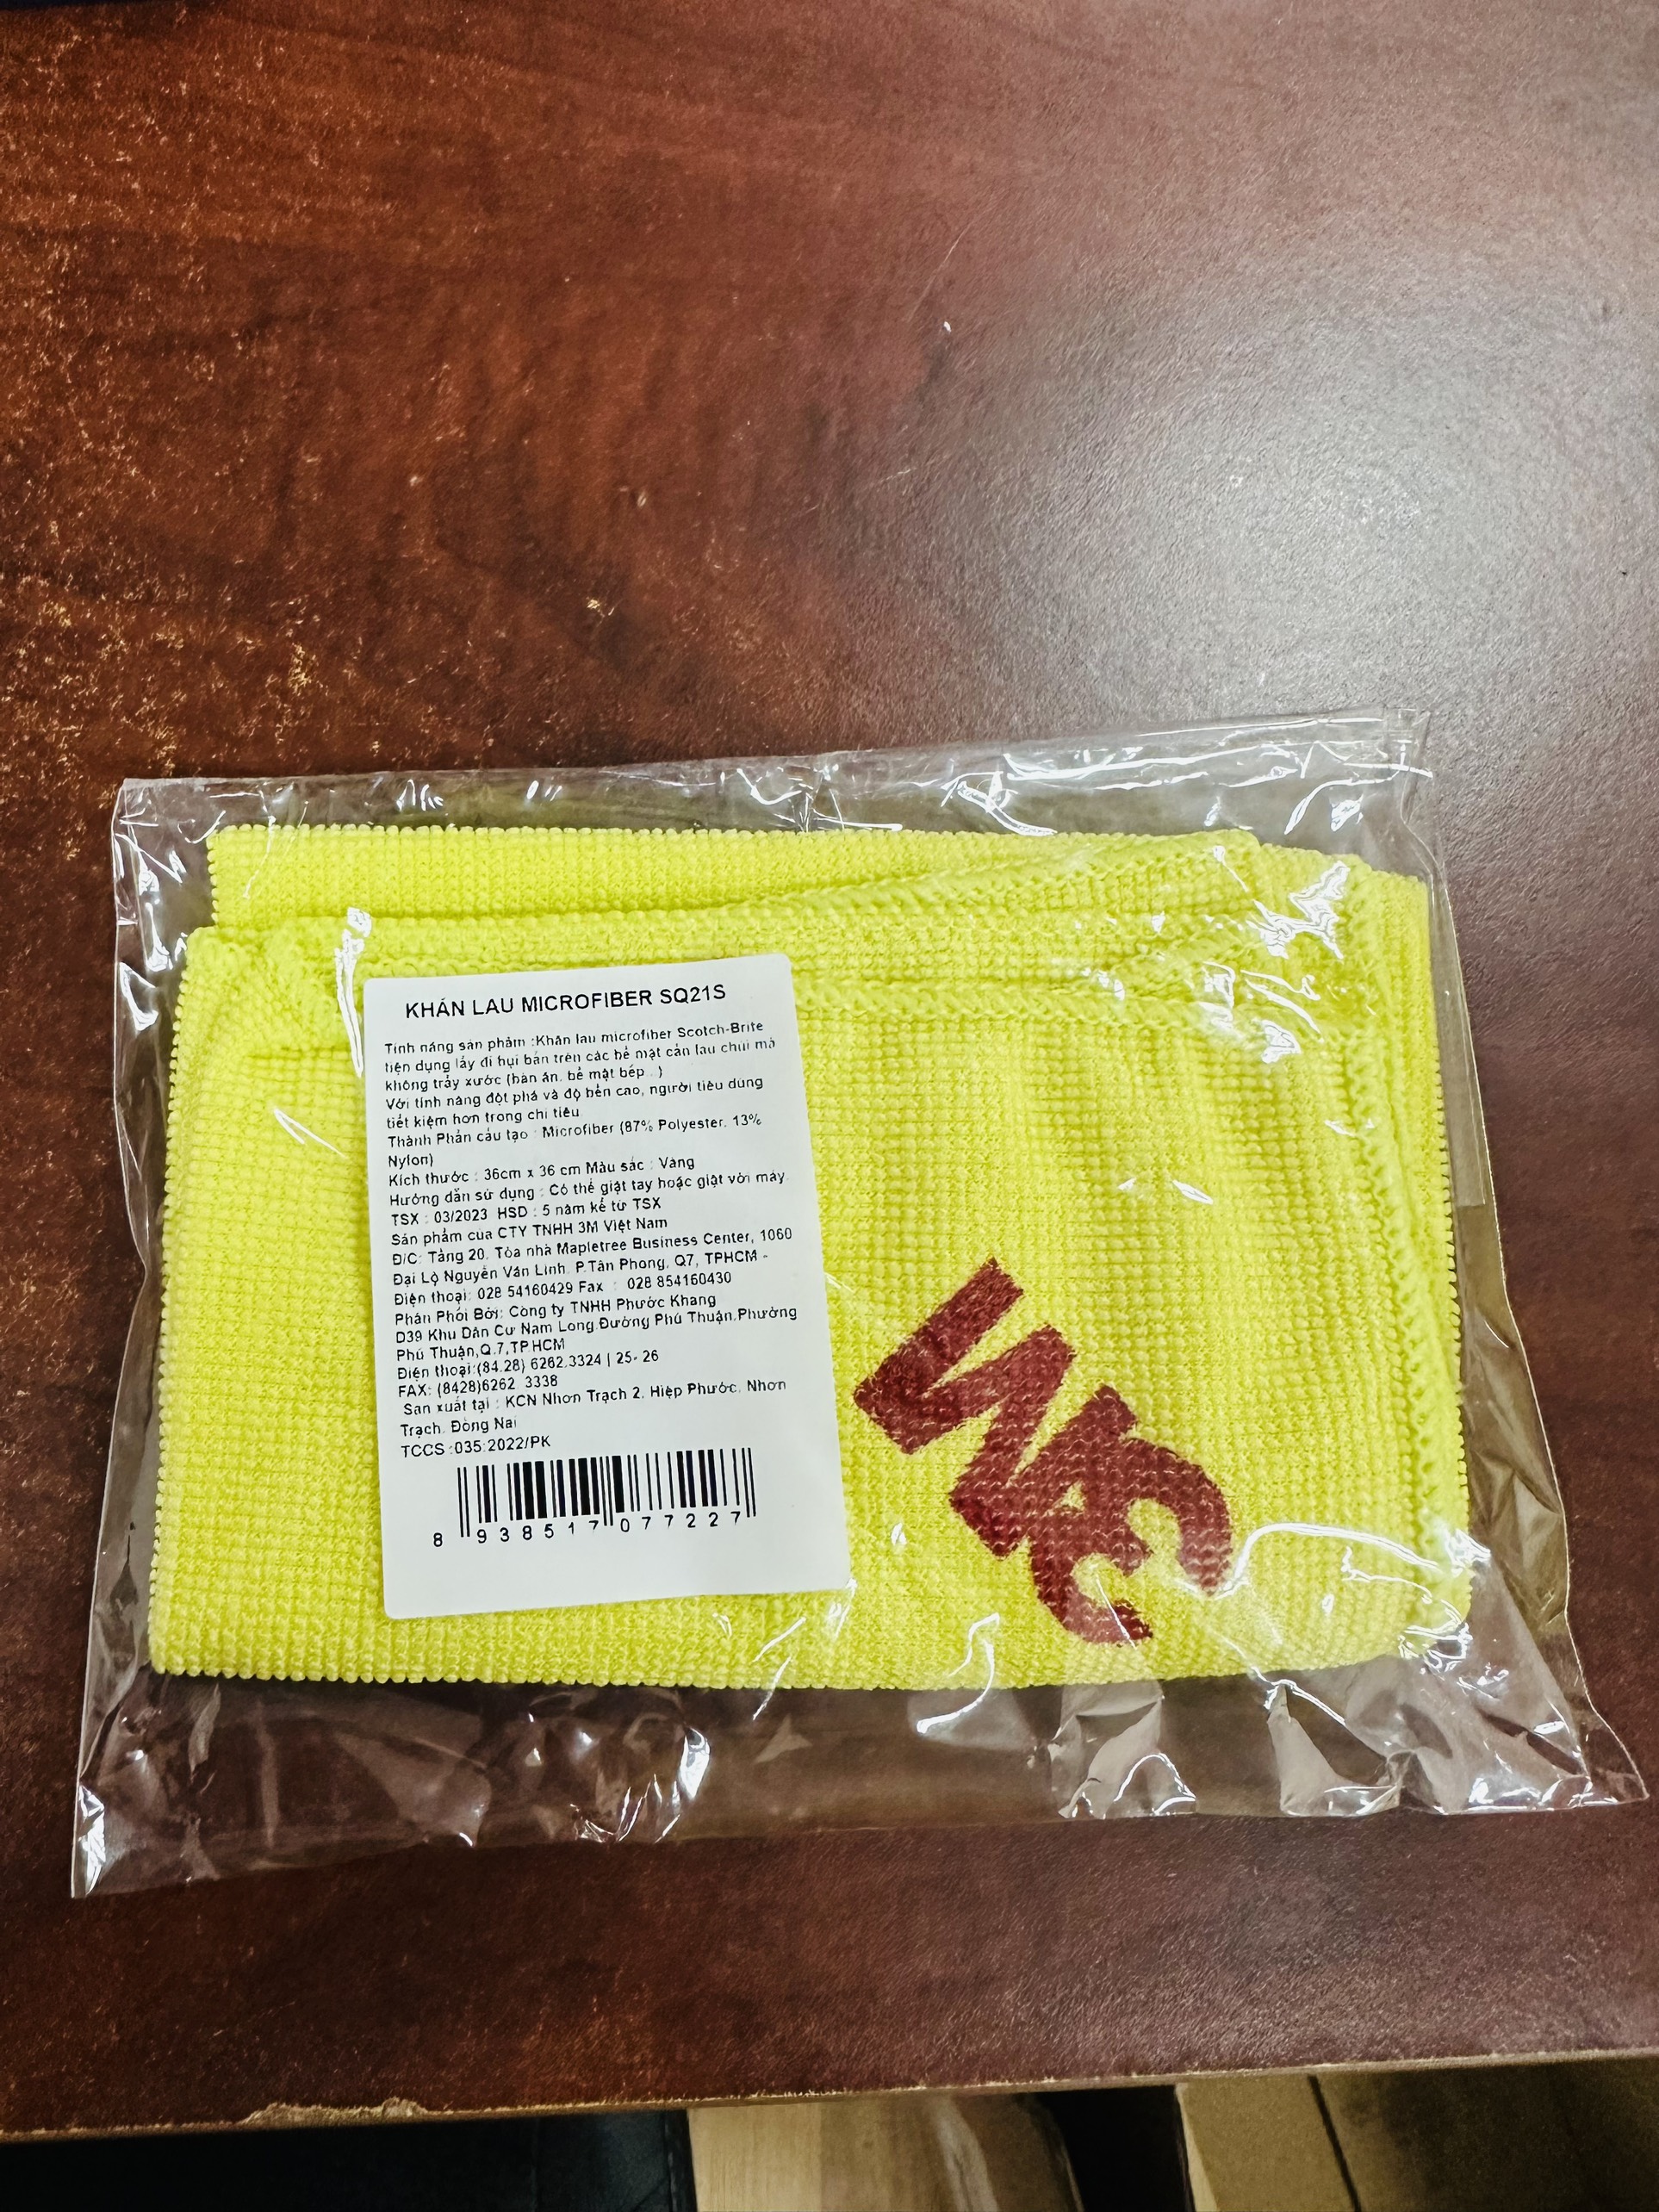 KHĂN LAU MICROFIBER SQ21S
Tính năng sản phẩm :Khăn lau microfiber Scotch-Brite
tiện dụng lấy đi bụi bẩn trên các bề mặt cần lau chùi mà
không trầy xước (bàn ăn, bề mặt bếp...)
Với tính năng đột phá và độ bền cao, người tiêu dùng
tiết kiệm hơn trong chi tiêu
Thành Phần cấu tạo : Microfiber (87% Polyester, 13%
Nylon)
Kích thước : 36cm x 36 cm Màu sắc : Vàng
Hướng dẫn sử dụng : Có thể giặt tay hoặc giặt với máy
TSX : 03/2023 HSD : 5 năm kể từ TSX
Sản phẩm của CTY TNHH 3M Việt Nam
Đ/C: Tầng 20, Tòa nhà Mapletree Business Center, 1060
Đại Lộ Nguyễn Văn Linh, P.Tân Phong, Q7, TPHCM -
Điện thoại: 028 54160429 Fax : 028 854160430
Phân Phối Bởi: Công ty TNHH Phước Khang
D39 Khu Dân Cư Nam Long,Đường Phú Thuận,Phường
Phú Thuận,Q.7,TPHCM
Điện thoại:(84.28) 6262.3324 | 25- 26
FAX: (8428)6262 3338
Sản xuất tại : KCN Nhơn Trạch 2, Hiệp Phước, Nhơn
Trạch, Đồng Nai
TCCS :035:2022/PK
8 938517 077227
3M